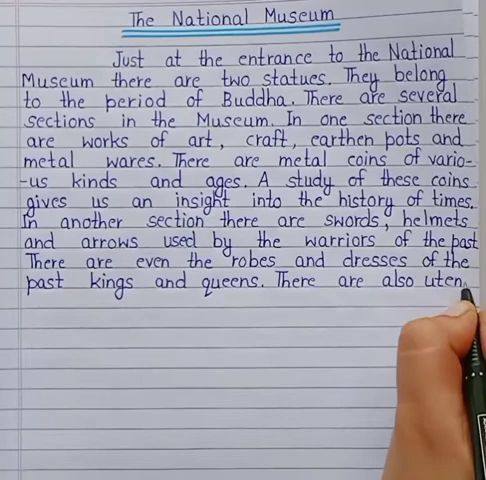 The National Museum
Just at the entrance to the National
Museum there are two statues. They belong
to the period of Buddha. There are several
sections in the Museum. In one section there
are works of art, craft, earthen pots and
metal wares. There are metal coins of vario-
-us kinds and ages. A study of these coins
gives us an insight into the history of times.
In another section there are swords, helmets
and arrows used by the warriors of the past
There are even the robes and dresses of the
past kings and queens. There are also uten